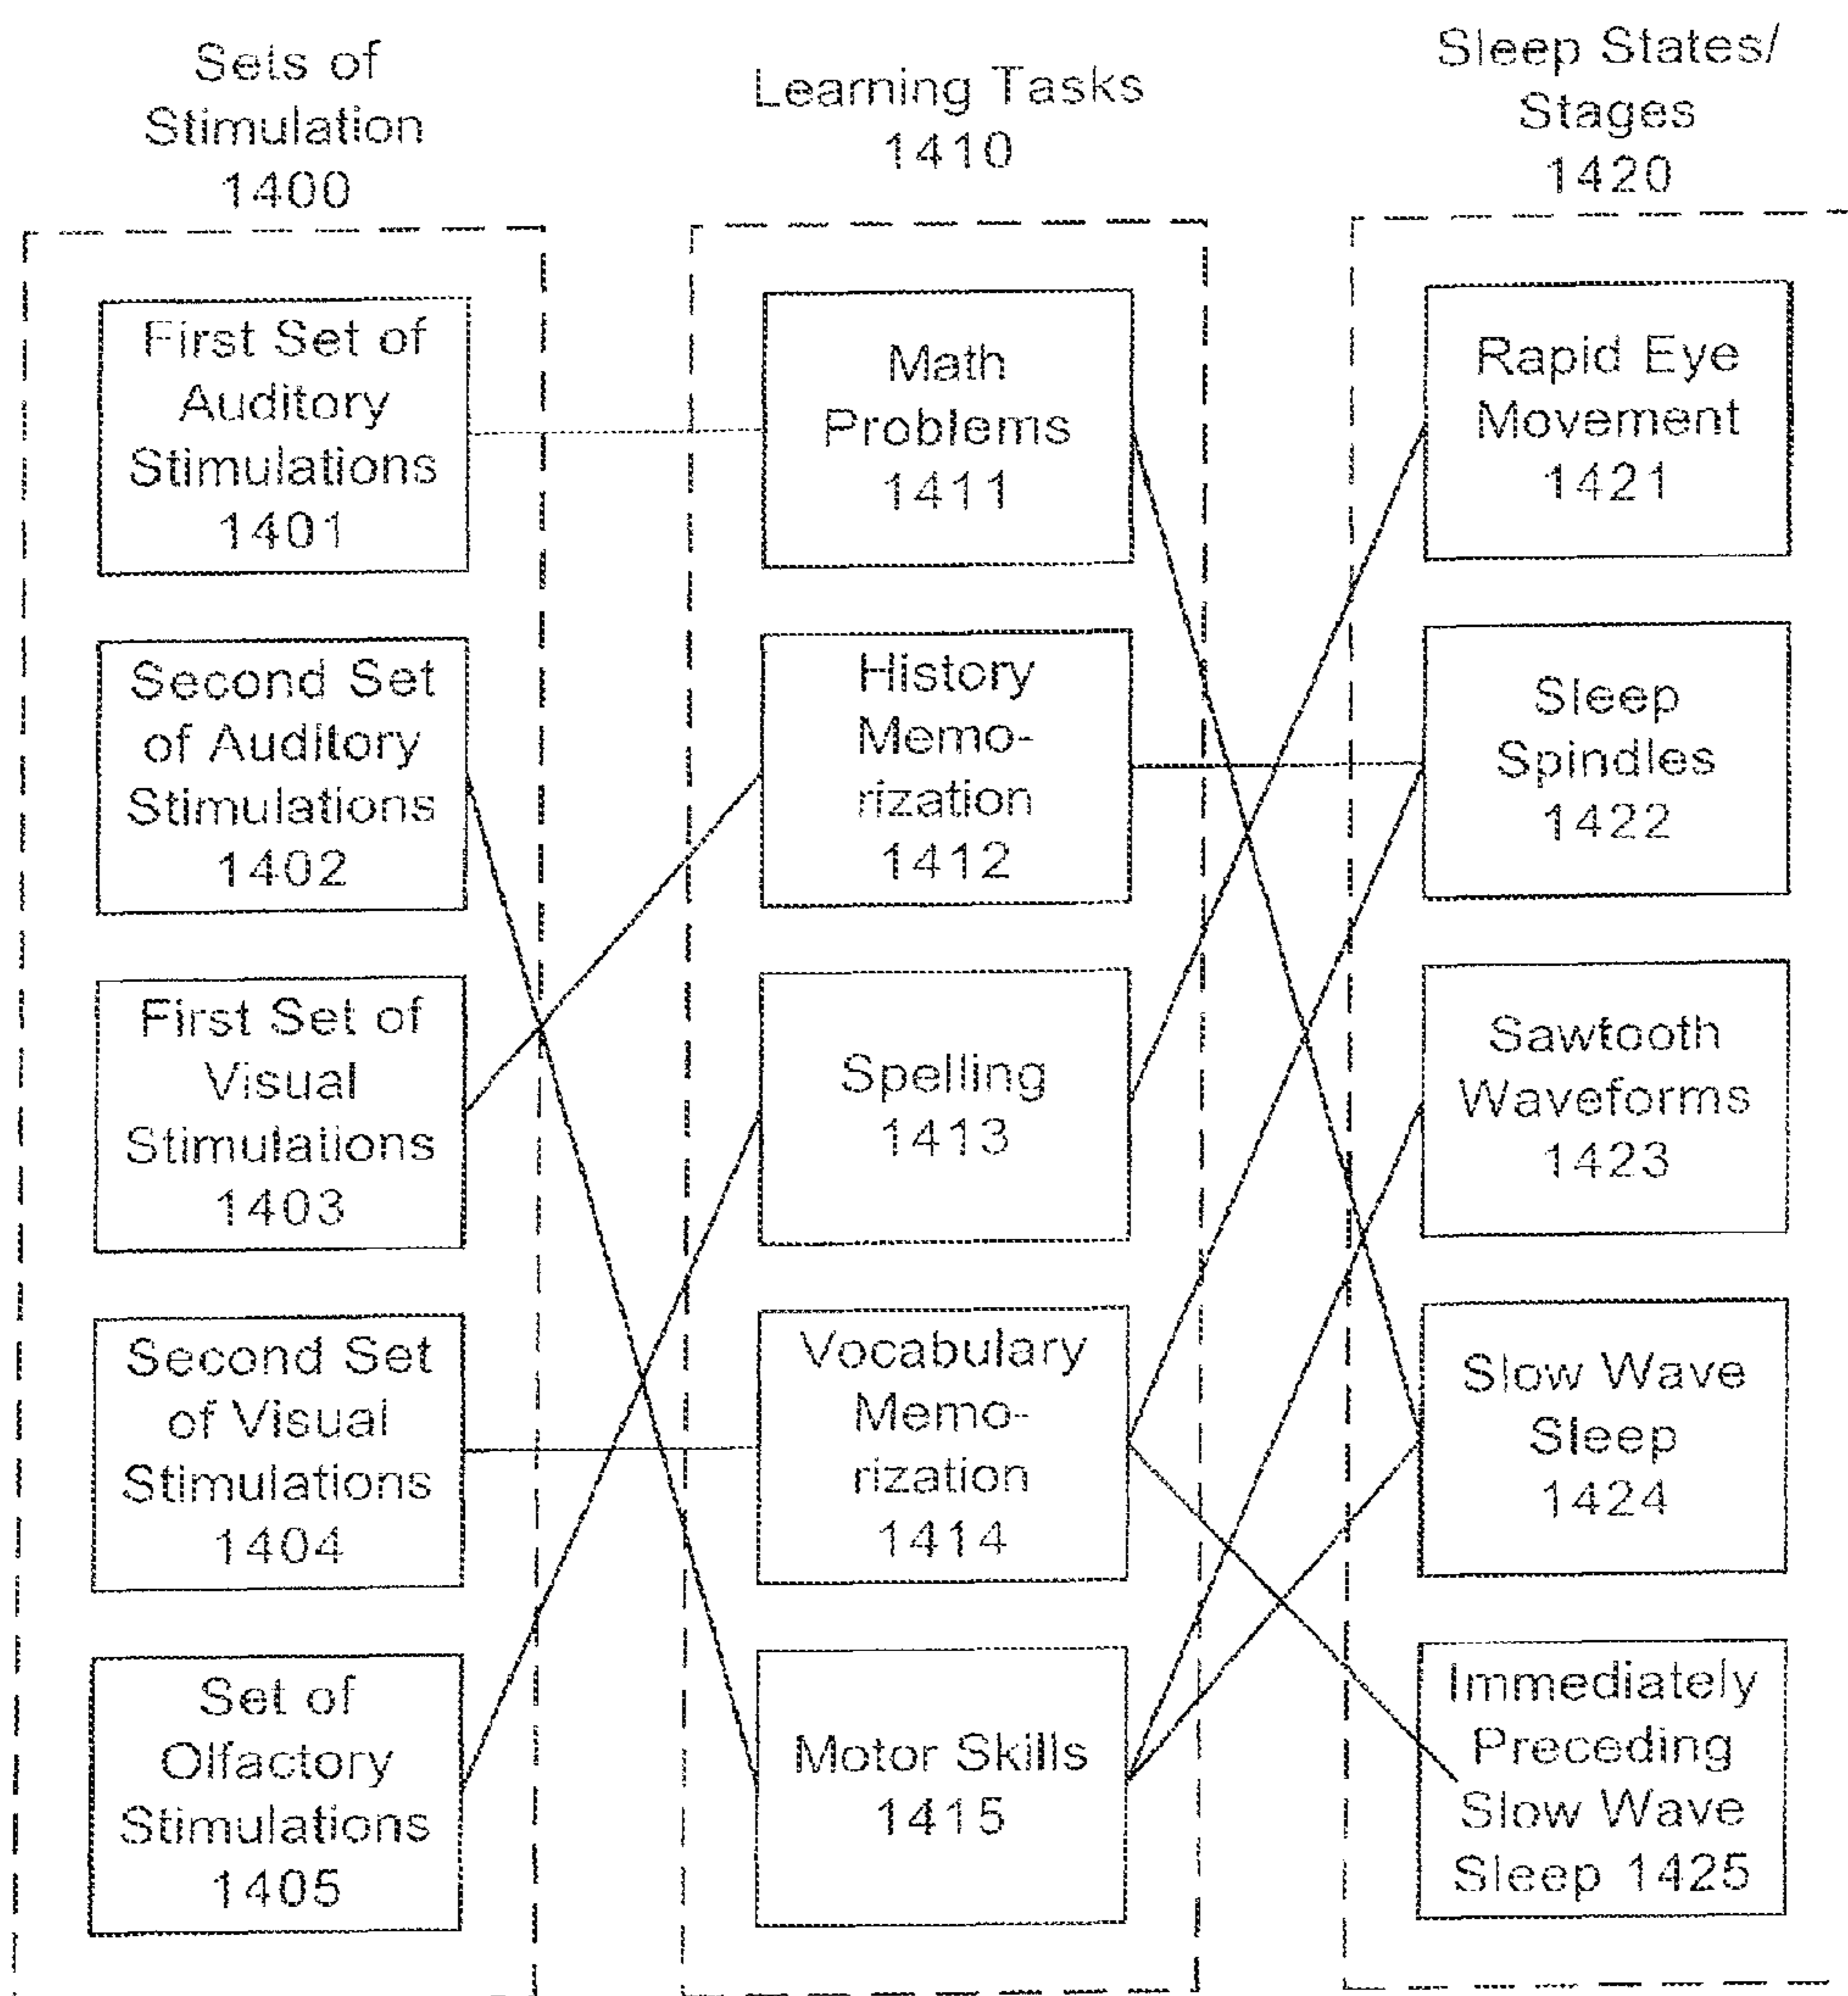 Sets of
Stimulation
1400
Learning Tasks
1410
Sleep States/
Stages
1420
First Set of
Auditory
Stimulations
1401
Second Set
of Auditory
Stimulations
1402
First Set of
Visual
Stimulations
1403
Second Set
of Visual
Stimulations
1404
Set of
Olfactory
Stimulations
1405
Math
Problems
1411
History
Memo-
rization
1412
Spelling
1413
Vocabulary
Memo-
rization
1414
Motor Skills
1415
Rapid Eye
Movement
1421
Sleep
Spindles
1422
Sawtooth
Waveforms
1423
Slow Wave
Sleep
1424
Immediately
Preceding
Slow Wave
Sleep 1425